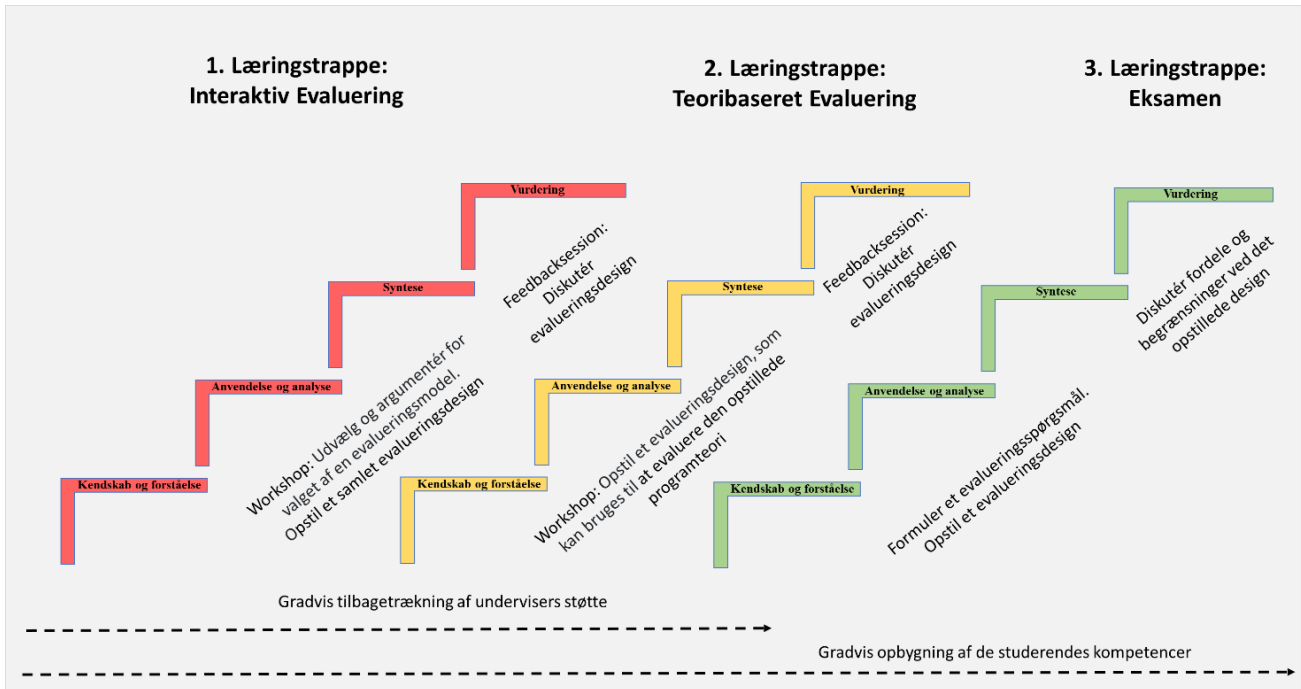 1. Læringstrappe:
Interaktiv Evaluering
2. Læringstrappe:
Teoribaseret Evaluering
3. Læringstrappe:
Eksamen
Vurdering
Syntese
Anvendelse og analyse
Kendskab og forståelse
Feedbacksession:
Diskutér
evalueringsdesign
Workshop: Udvælg og argumentér for
valget af en evalueringsmodel.
Opstil et samlet evalueringsdesign
Vurdering
Syntese
Anvendelse og analyse
Kendskab og forståelse
Feedbacksession:
Diskutér
evalueringsdesign
Workshop: Opstil et evalueringsdesign, som
kan bruges til at evaluere den opstillede
programteori
Vurdering
Syntese
Anvendelse og analyse
Kendskab og forståelse
Diskutér fordele og
begrænsninger ved det
opstillede design
Formuler et evalueringsspørgsmål.
Opstil et evalueringsdesign
Gradvis tilbagetrækning af undervisers støtte
Gradvis opbygning af de studerendes kompetencer